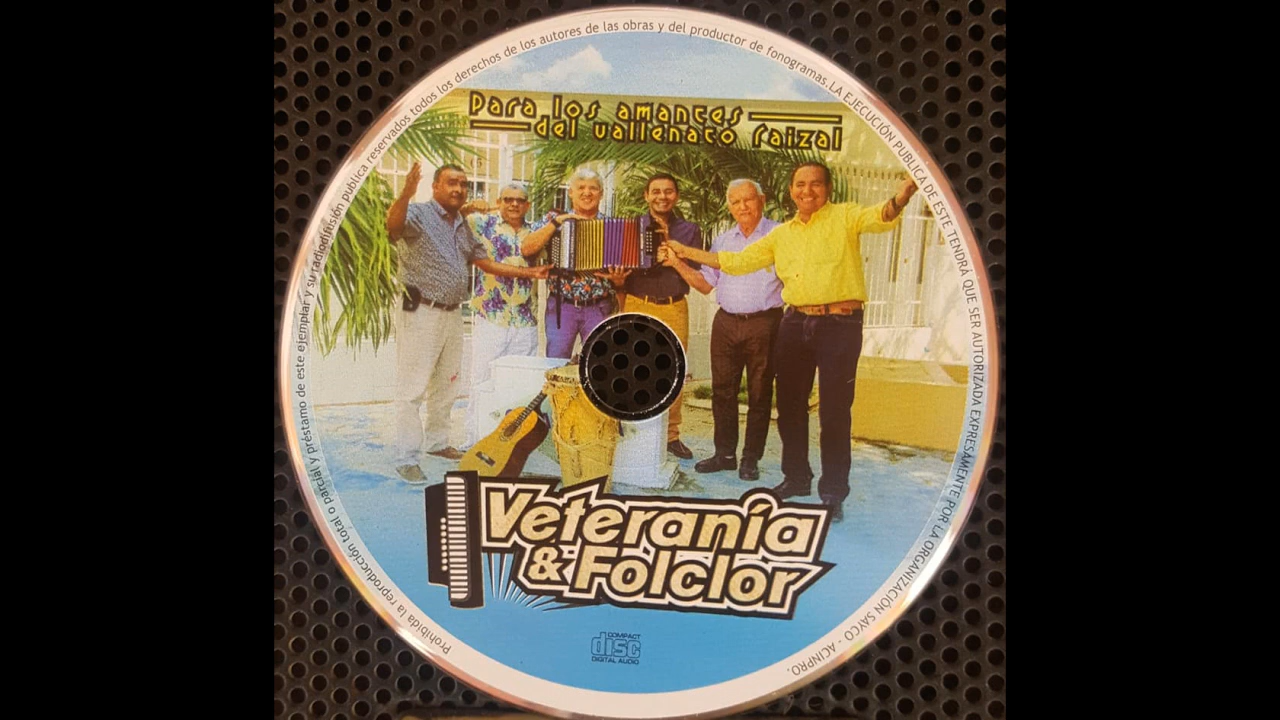 Prohibida la reproducción total o parcial y préstamo de este ejemplar y su radiodifusión publica reservados todos los derechos de los autores de las obras y del productor de fonogramas.LA EJECUCIÓN PUBLICA DE ESTE TENDRÁ QUE SER AUTORIZADA EXPRESAMENTE POR LA ORGANIZACIÓN SAYCO - ACINPRO.
Para los amantes
del vallenato raizal
Veteranía
& Folclor
COMPACT
disc
DIGITAL AUDIO